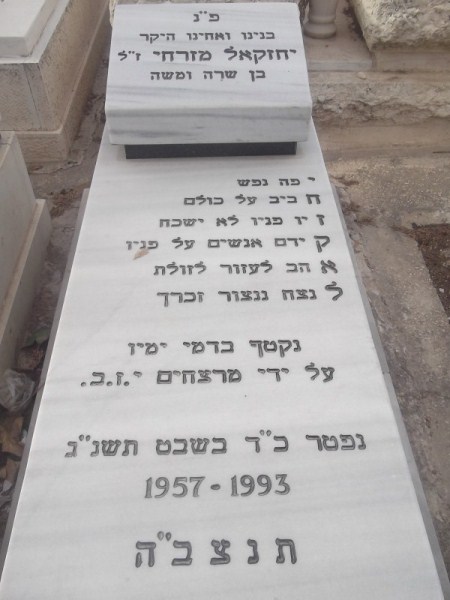 פ"נ
בנינו ואחינו היקר
יחזקאל מזרחי ז"ל
בן שרה ומשה
י פה נפש
ח ביב על כולם
ז יו פניו לא ישכח
ק ידם אנשים על פניו
א הב לעזור לזולת
ל נצח ננצור זכרך
נקטף בדמי ימיו
על ידי מרצחים י.ז.ב.
נפטר כ"ד בשבט תשנ"ג
1957-1993
ת נ צ ב"ה